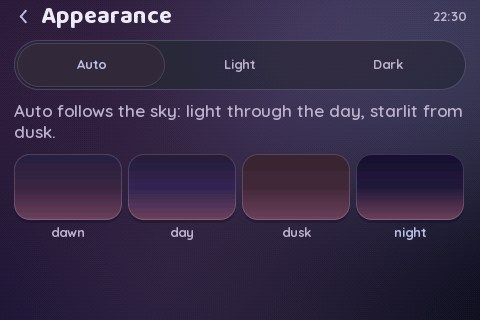 Appearance
22:30
Auto
Light
Dark
Auto follows the sky: light through the day, starlit from
dusk.
dawn
day
dusk
night